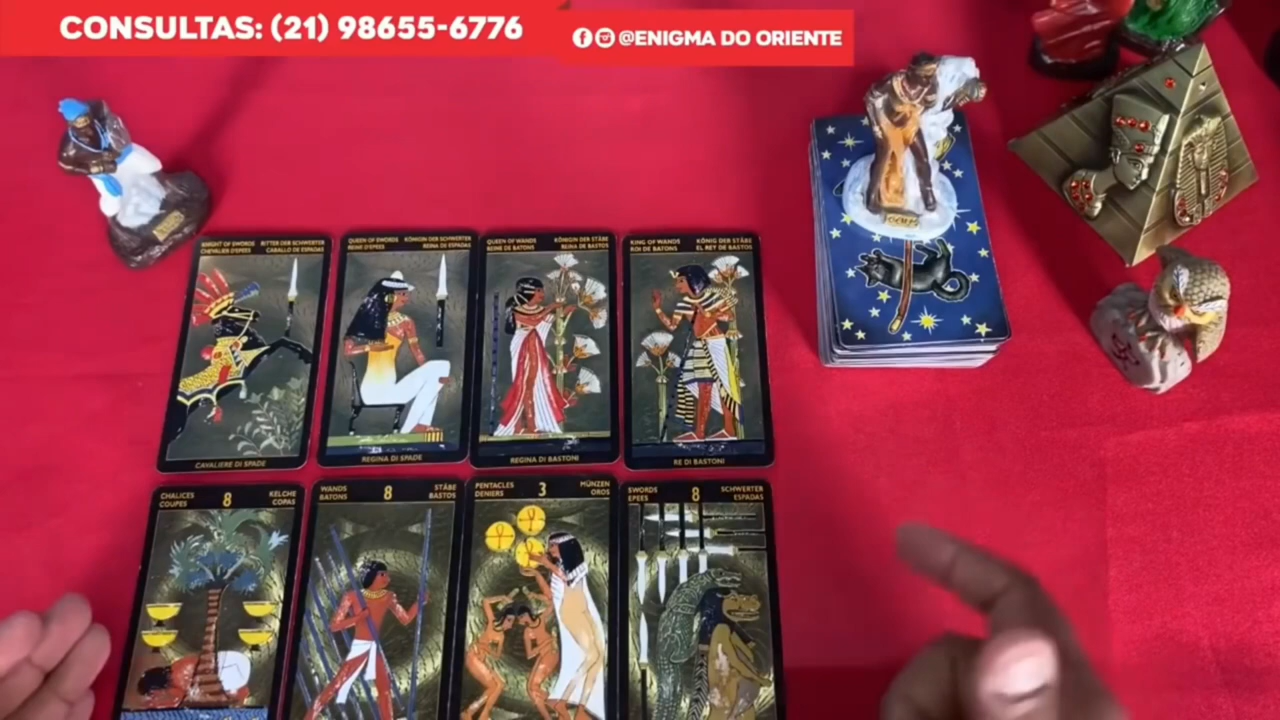 CONSULTAS: (21) 98655-6776
@ENIGMA DO ORIENTE
KNIGHT OF SWORDS RITTER DER SCHWERTER
CHEVALIER D'EPEES CABALLO DE ESPADAS
CAVALIERE DI SPADE
QUEEN OF SWORDS KÖNIGIN DER SCHWERTER
REINE D'EPEES REINA DE ESPADAS
REGINA DI SPADE
QUEEN OF WANDS KÖNIGIN DER STÄBE
REINE DE BATONS REINA DE BASTOS
REGINA DI BASTONI
KING OF WANDS KÖNIG DER STÄBE
ROI DE BATONS EL REY DE BASTOS
RE DI BASTONI
CHALICES 8 KELCHE
COUPES COPAS
WANDS 8 STÄBE
BATONS BASTOS
PENTACLES 3 MÜNZEN
DENIERS OROS
SWORDS 8 SCHWERTER
EPEES ESPADAS